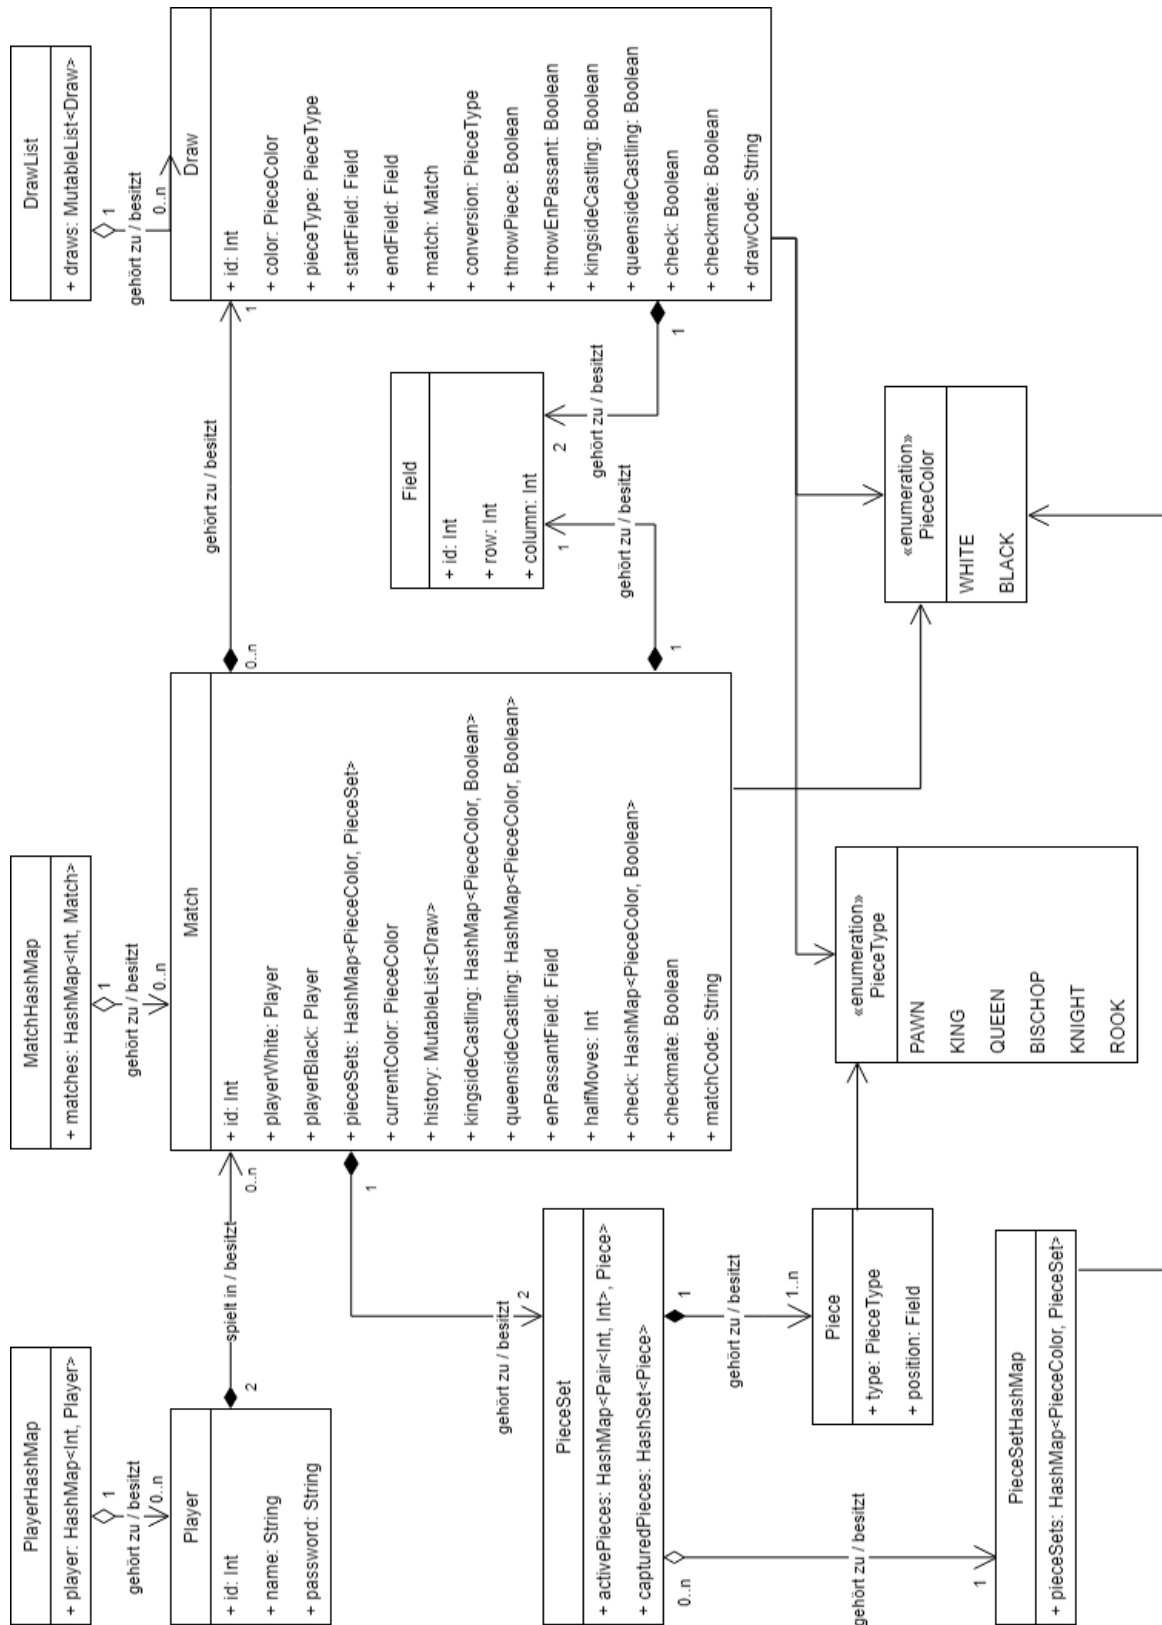 PlayerHashMap
+ player: HashMap<Int, Player>
1
gehört zu / besitzt
0..n
Player
+ id: Int
+ name: String
+ password: String
2
spielt in / besitzt
0..n
MatchHashMap
+ matches: HashMap<Int, Match>
1
gehört zu / besitzt
0..n
Match
+ id: Int
+ playerWhite: Player
+ playerBlack: Player
+ pieceSets: HashMap<PieceColor, PieceSet>
+ currentColor: PieceColor
+ history: MutableList<Draw>
+ kingsideCastling: HashMap<PieceColor, Boolean>
+ queensideCastling: HashMap<PieceColor, Boolean>
+ enPassantField: Field
+ halfMoves: Int
+ check: HashMap<PieceColor, Boolean>
+ checkmate: Boolean
+ matchCode: String
0..n
gehört zu / besitzt
1
DrawList
+ draws: MutableList<Draw>
1
gehört zu / besitzt
0..n
Draw
+ id: Int
+ color: PieceColor
+ pieceType: PieceType
+ startField: Field
+ endField: Field
+ match: Match
+ conversion: PieceType
+ throwPiece: Boolean
+ throwEnPassant: Boolean
+ kingsideCastling: Boolean
+ queensideCastling: Boolean
+ check: Boolean
+ checkmate: Boolean
+ drawCode: String
1
gehört zu / besitzt
2
Field
+ id: Int
+ row: Int
+ column: Int
1
gehört zu / besitzt
1
1
gehört zu / besitzt
2
PieceSet
+ activePieces: HashMap<Pair<Int, Int>, Piece>
+ capturedPieces: HashSet<Piece>
1
gehört zu / besitzt
1..n
0..n
gehört zu / besitzt
1
Piece
+ type: PieceType
+ position: Field
PieceSetHashMap
+ pieceSets: HashMap<PieceColor, PieceSet>
«enumeration»
PieceType
PAWN
KING
QUEEN
BISCHOP
KNIGHT
ROOK
«enumeration»
PieceColor
WHITE
BLACK